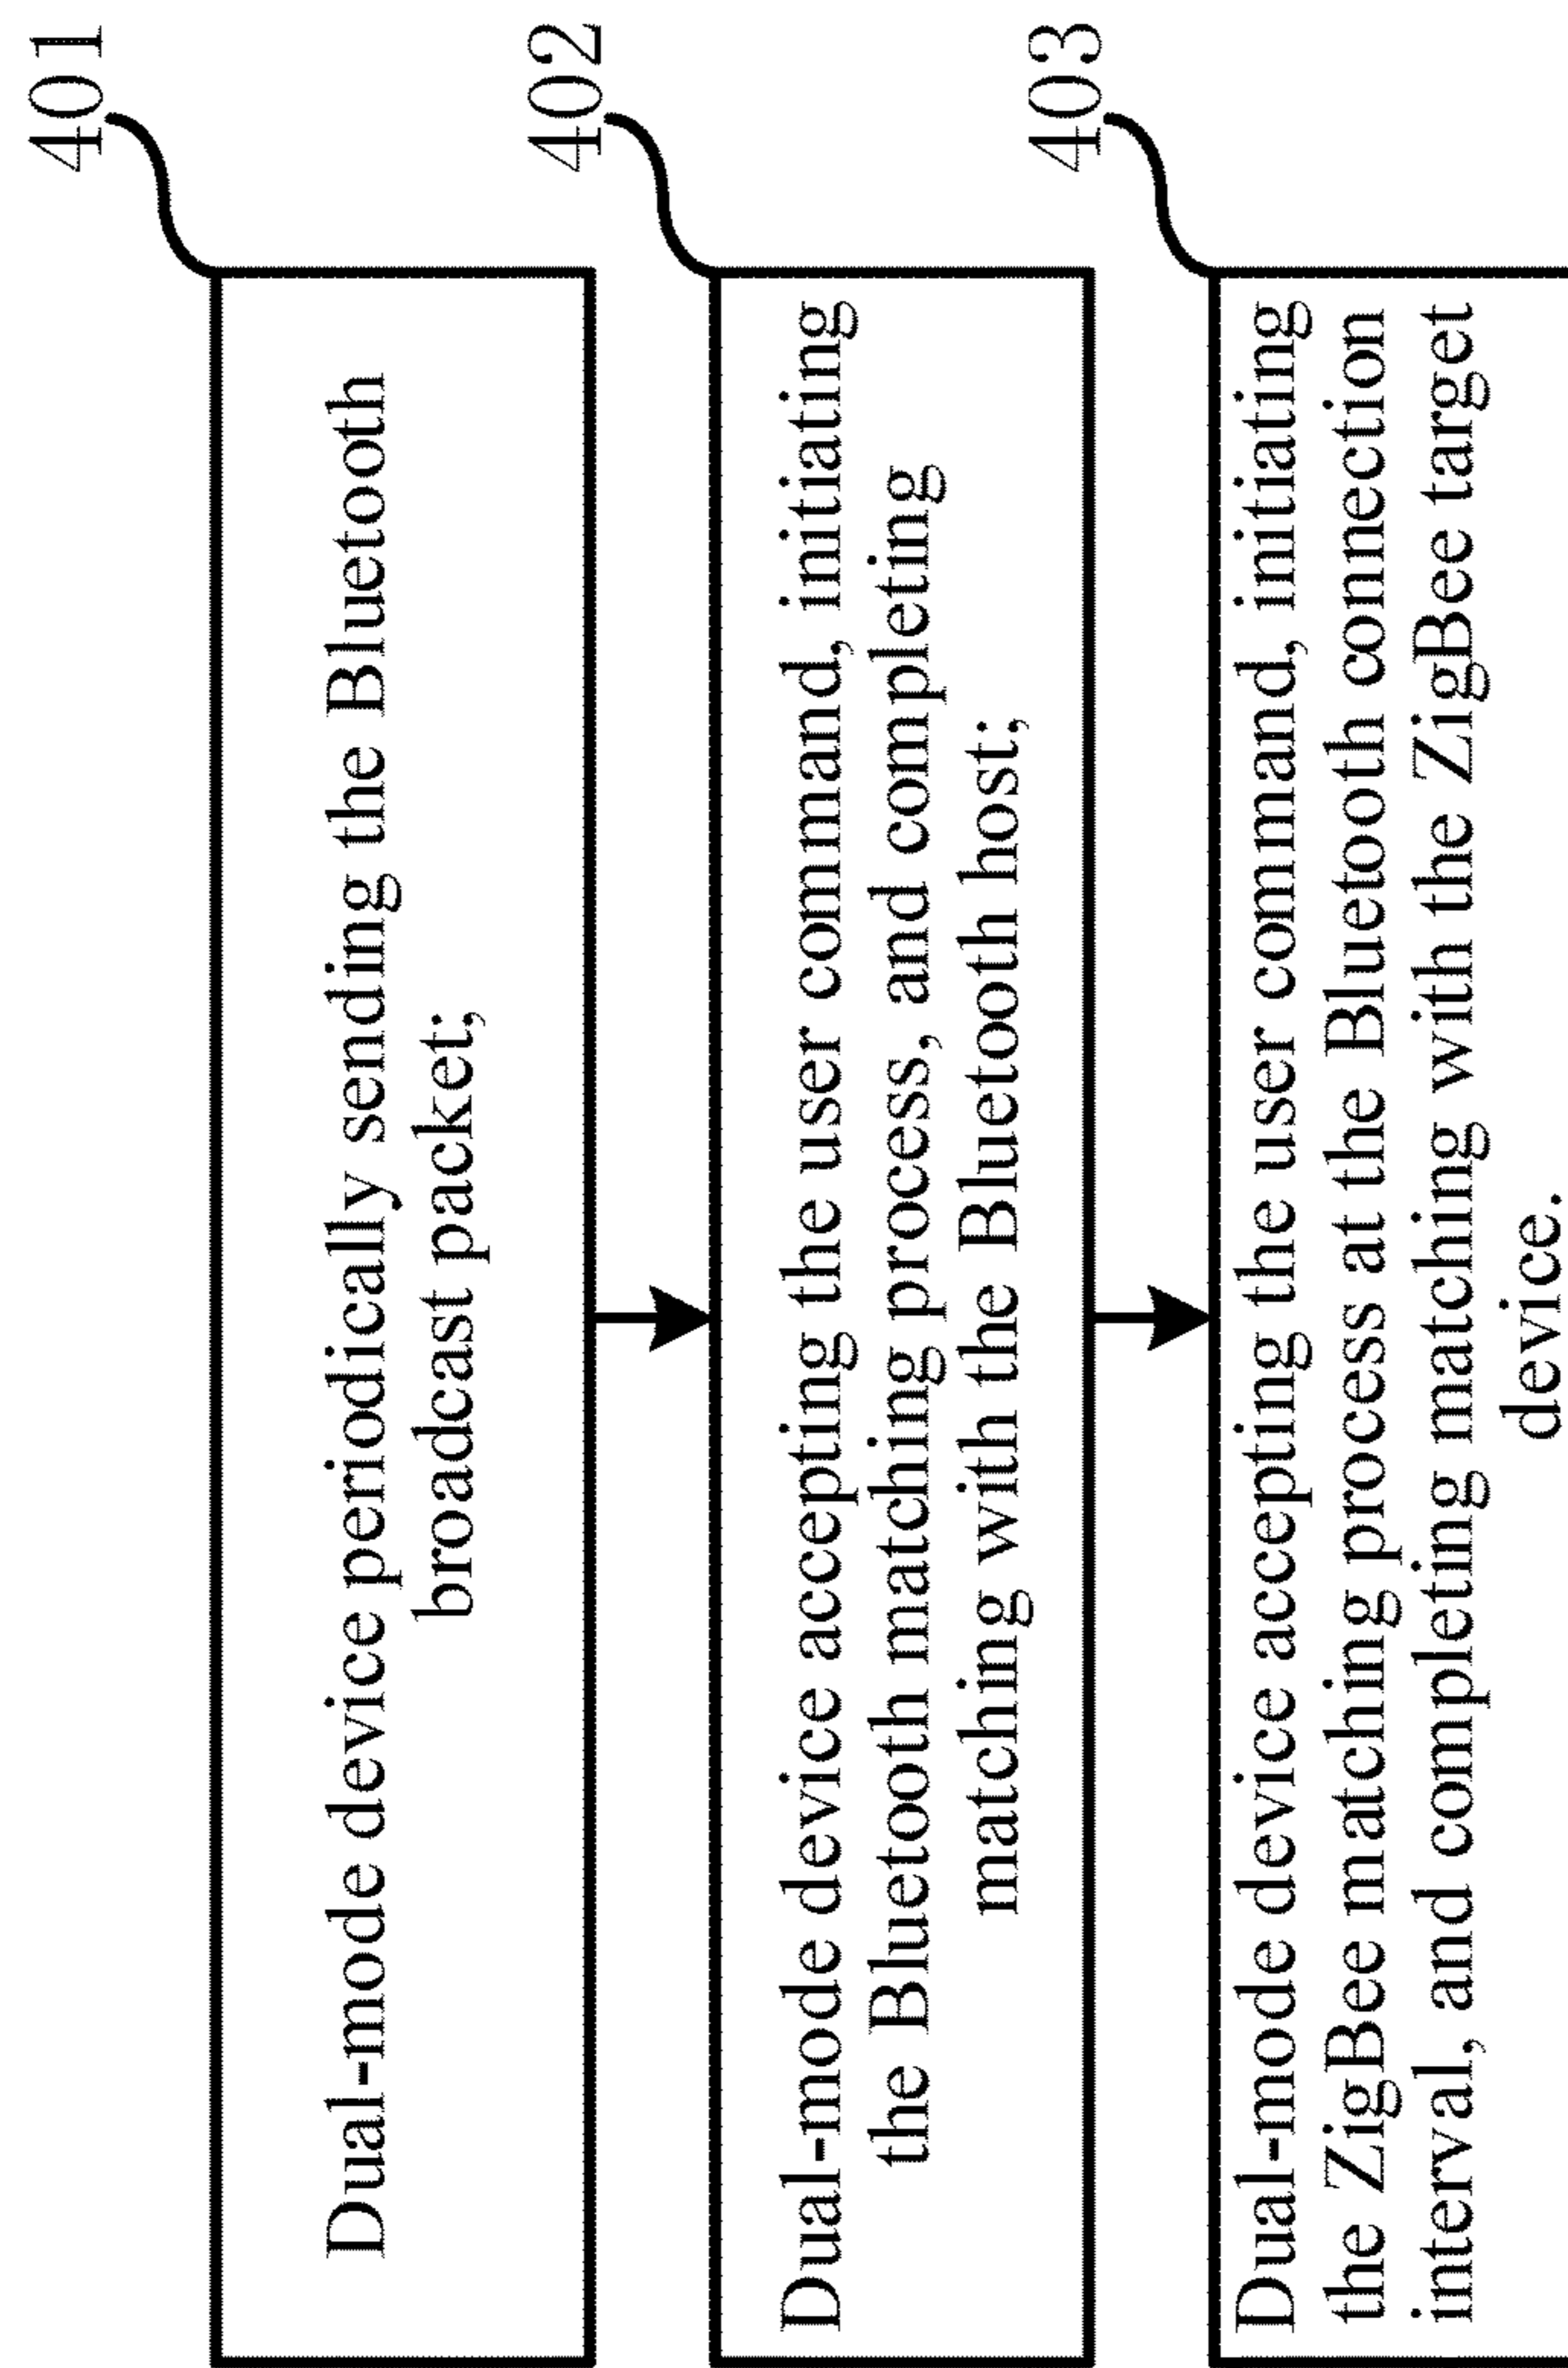 401
Dual-mode device periodically sending the Bluetooth
broadcast packet;
402
Dual-mode device accepting the user command, initiating
the Bluetooth matching process, and completing
matching with the Bluetooth host;
403
Dual-mode device accepting the user command, initiating
the ZigBee matching process at the Bluetooth connection
interval, and completing matching with the ZigBee target
device.